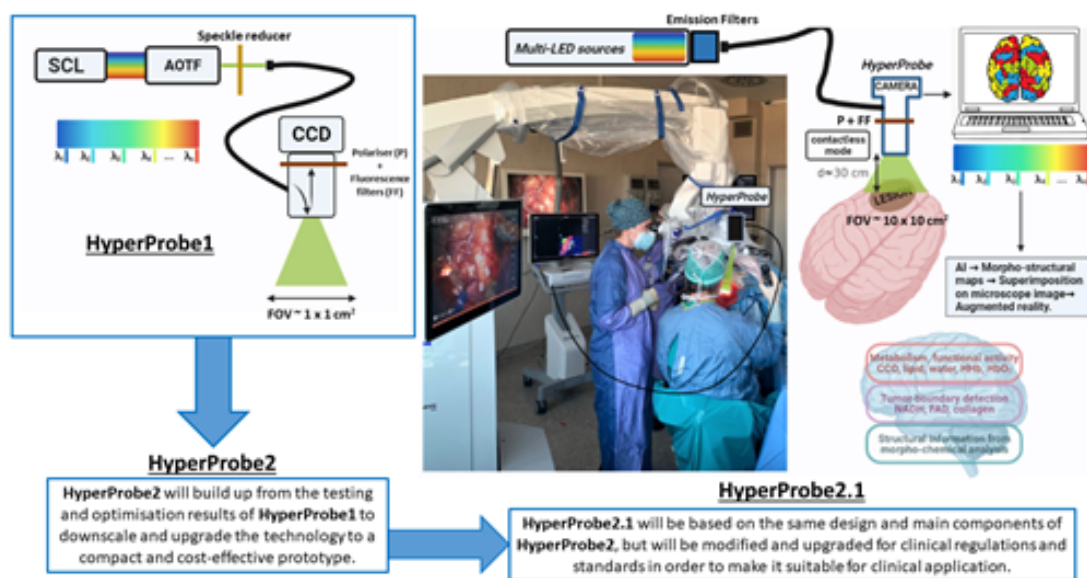 Speckle reducer
SCL
AOTF
CCD
Polariser (P)
+
Fluorescence
filters (FF)
λ₁ λ₂ λ₃ λ₄ ...
HyperProbe1
FOV ~ 1 x 1 cm²
Emission Filters
Multi-LED sources
HyperProbe
CAMERA
P + FF
contactless
mode
d≈30 cm
LESION
FOV ~ 10 x 10 cm²
HyperProbe
AI → Morpho-structural
maps → Superimposition
on microscope image→
Augmented reality.
Metabolism, functional activity
CCO, lipid, water, HHb, HbO₂
Tumor boundary detection
NADH, FAD, collagen
Structural information from
morpho-chemical analysis
HyperProbe2
HyperProbe2 will build up from the testing
and optimisation results of HyperProbe1 to
downscale and upgrade the technology to a
compact and cost-effective prototype.
HyperProbe2.1
HyperProbe2.1 will be based on the same design and main components of
HyperProbe2, but will be modified and upgraded for clinical regulations and
standards in order to make it suitable for clinical application.